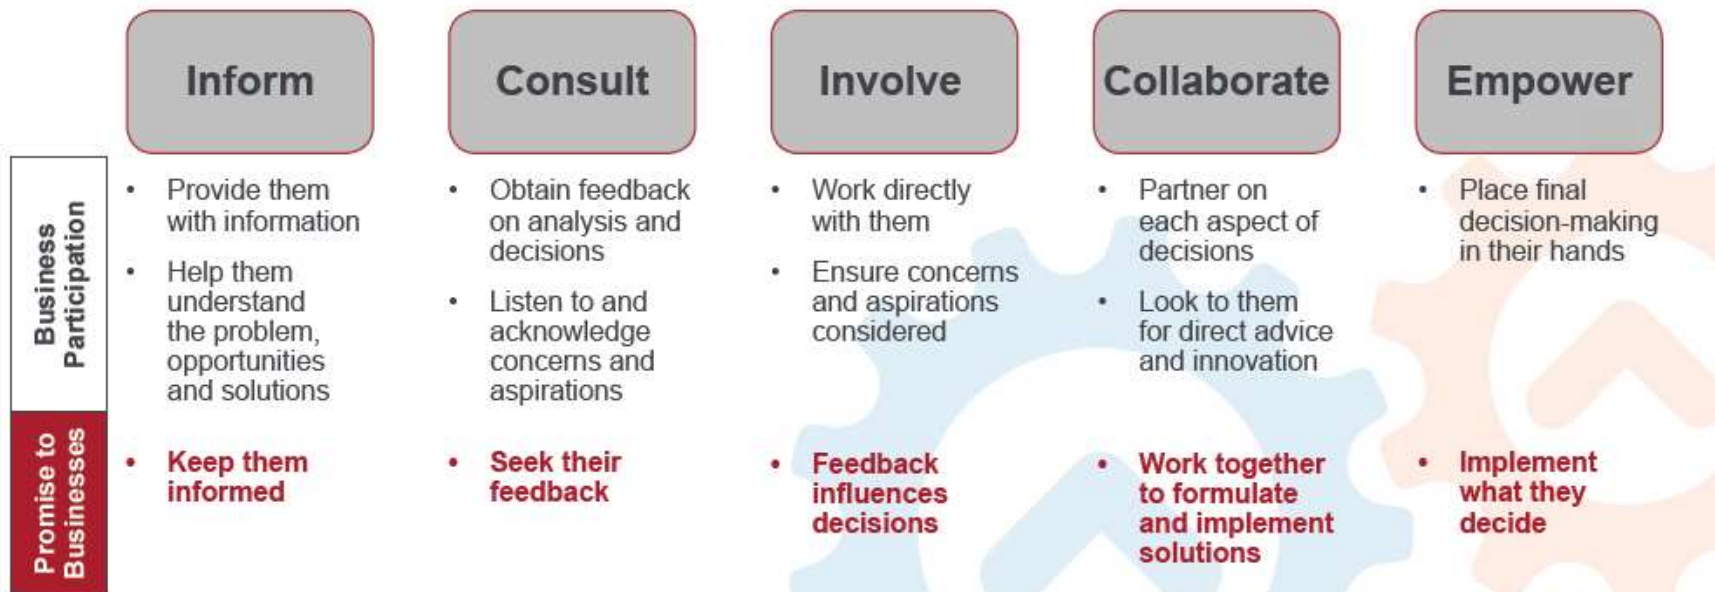 Inform
Consult
Involve
Collaborate
Empower
Business
Participation
• Provide them
with information
• Help them
understand
the problem,
opportunities
and solutions
• Obtain feedback
on analysis and
decisions
• Listen to and
acknowledge
concerns and
aspirations
• Work directly
with them
• Ensure concerns
and aspirations
considered
• Partner on
each aspect of
decisions
• Look to them
for direct advice
and innovation
• Place final
decision-making
in their hands
Promise to
Businesses
• Keep them
informed
• Seek their
feedback
• Feedback
influences
decisions
• Work together
to formulate
and implement
solutions
• Implement
what they
decide